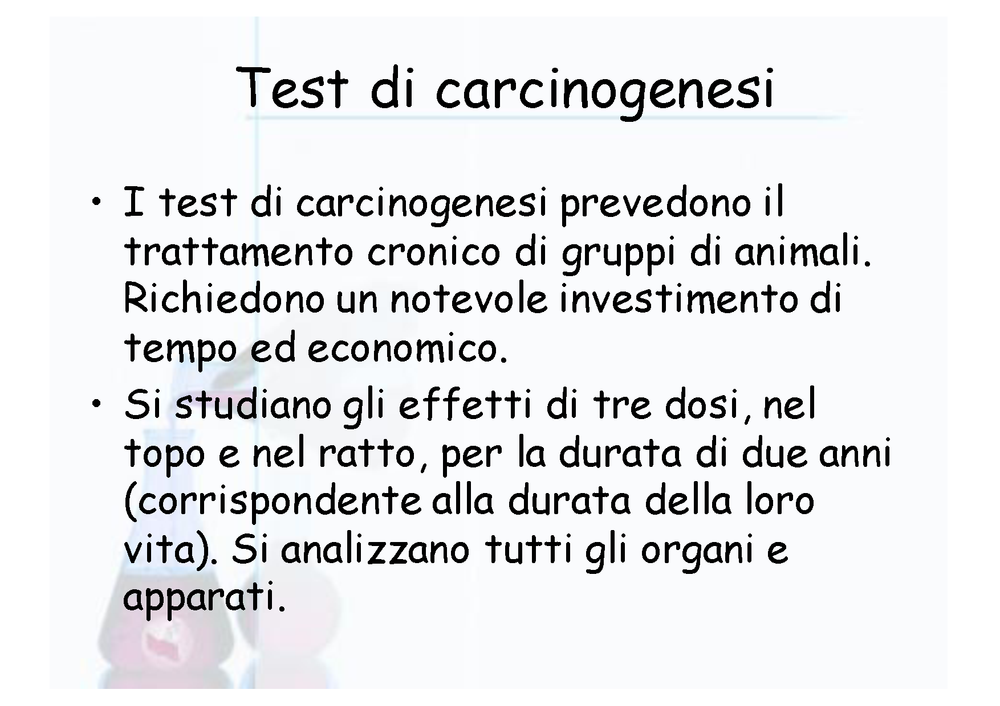 Test di carcinogenesi
• I test di carcinogenesi prevedono il
trattamento cronico di gruppi di animali.
Richiedono un notevole investimento di
tempo ed economico.
• Si studiano gli effetti di tre dosi, nel
topo e nel ratto, per la durata di due anni
(corrispondente alla durata della loro
vita). Si analizzano tutti gli organi e
apparati.